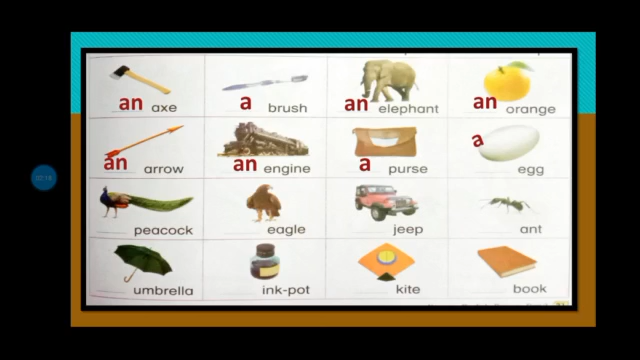 an axe a brush an elephant an orange
an arrow an engine a purse a egg
peacock eagle jeep ant
umbrella ink-pot kite book